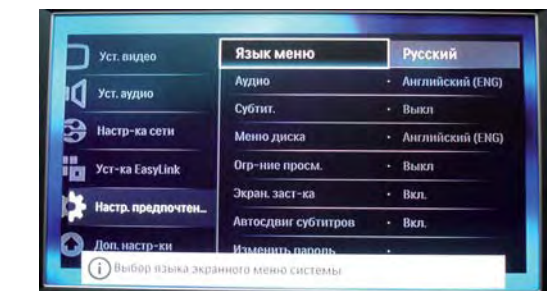 Уст. видео
Уст. аудио
Настр-ка сети
Уст-ка EasyLink
Настр. предпочтен...
Доп. настр-ки
Язык меню Русский
Аудио · Английский (ENG)
Субтит. · Выкл
Меню диска · Английский (ENG)
Огр-ние просм. · Выкл
Экран. заст-ка · Вкл.
Автосдвиг субтитров · Вкл.
Изменить пароль ·
Выбор языка экранного меню системы